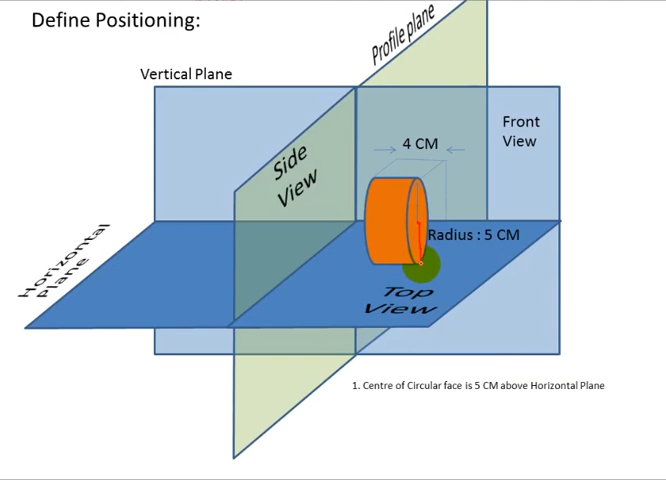 Define Positioning:
Profile plane
Vertical Plane
Front
View
4 CM
Side
View
Radius : 5 CM
Horizontal
Plane
Top
View
1. Centre of Circular face is 5 CM above Horizontal Plane